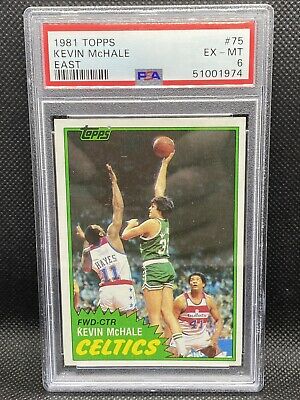 1981 TOPPS #75
KEVIN McHALE EX - MT
EAST PSA 6
51001974
Topps
HAYES
11
FWD-CTR
KEVIN McHALE
CELTICS